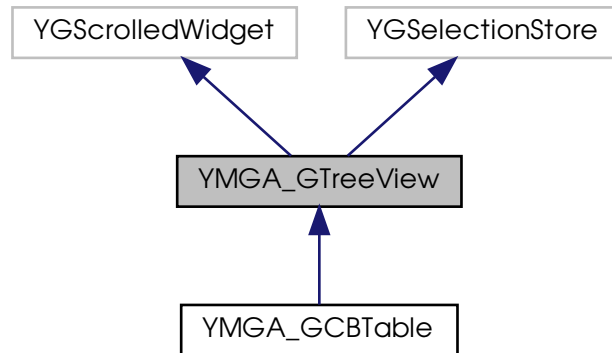 YGScrolledWidget
YGSelectionStore
YMGA_GTreeView
YMGA_GCBTable